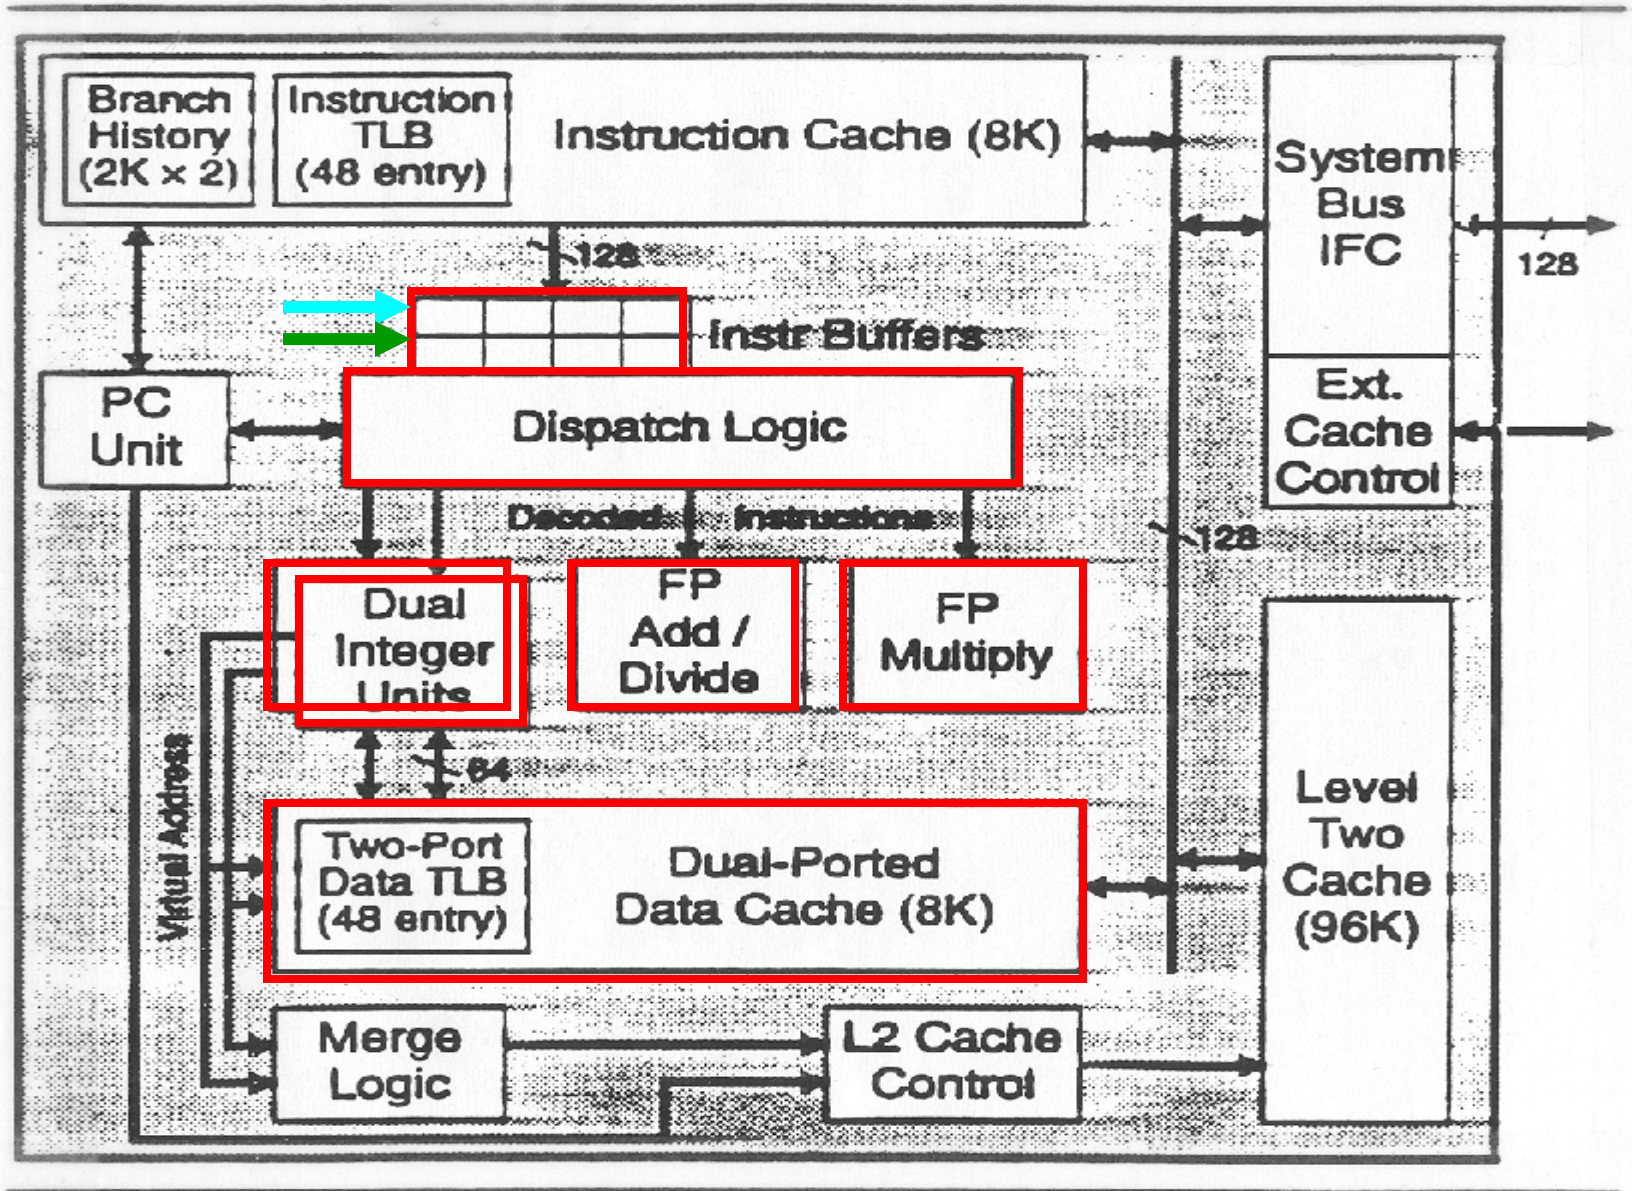 Branch
History
(2K x 2)
Instruction
TLB
(48 entry)
Instruction Cache (8K)
System
Bus
IFC
128
128
Instr Buffers
PC
Unit
Dispatch Logic
Ext.
Cache
Control
Decoded Instructions
128
Dual
Integer
Units
FP
Add /
Divide
FP
Multiply
64
Virtual Address
Two-Port
Data TLB
(48 entry)
Dual-Ported
Data Cache (8K)
Level
Two
Cache
(96K)
Merge
Logic
L2 Cache
Control